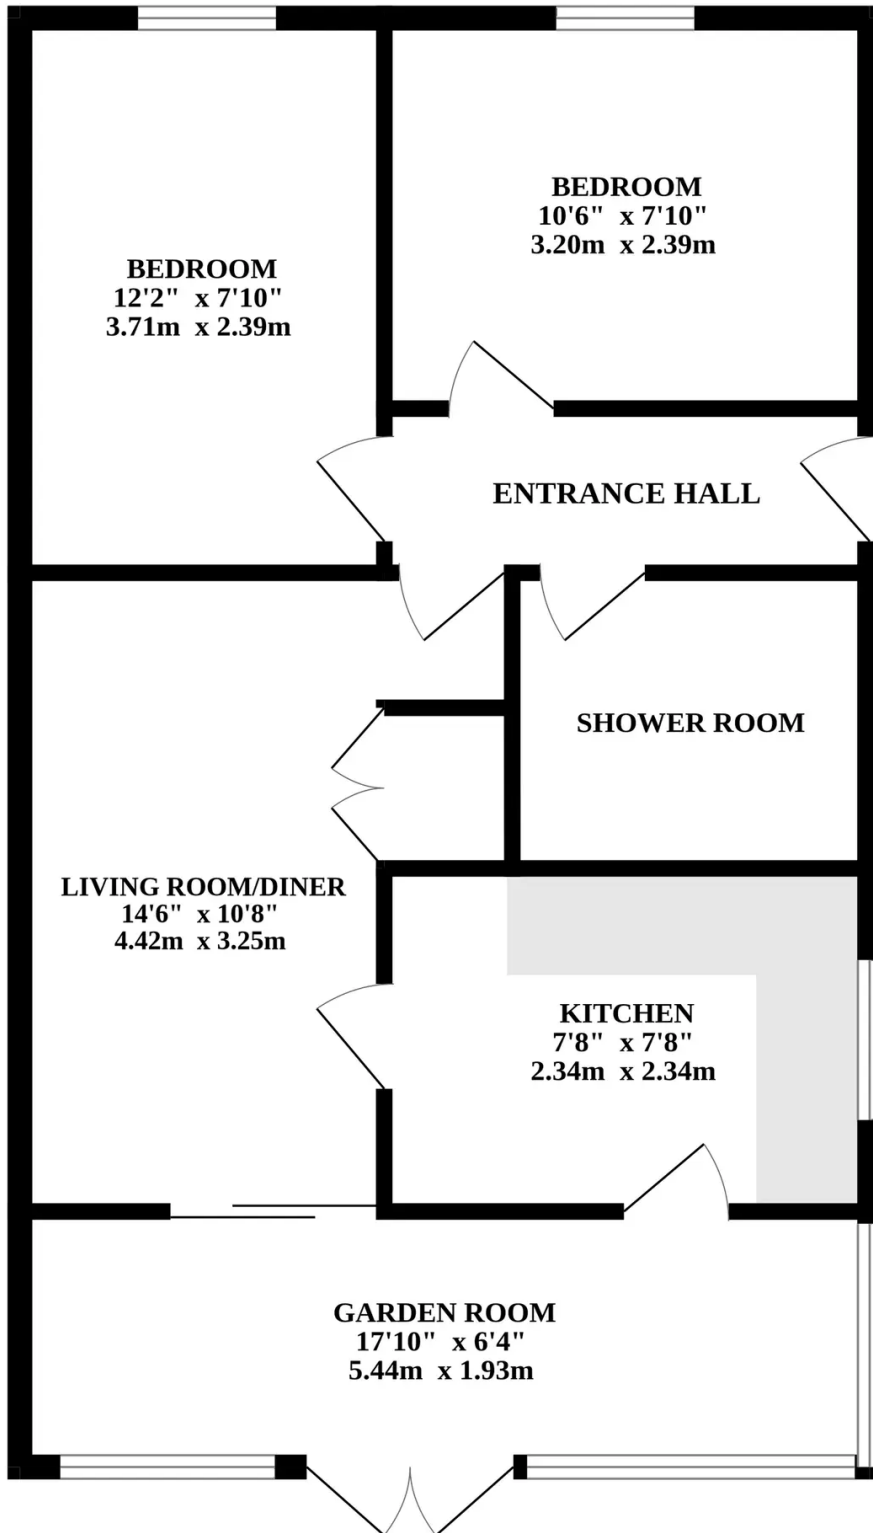 BEDROOM
10'6" x 7'10"
3.20m x 2.39m
BEDROOM
12'2" x 7'10"
3.71m x 2.39m
ENTRANCE HALL
SHOWER ROOM
LIVING ROOM/DINER
14'6" x 10'8"
4.42m x 3.25m
KITCHEN
7'8" x 7'8"
2.34m x 2.34m
GARDEN ROOM
17'10" x 6'4"
5.44m x 1.93m